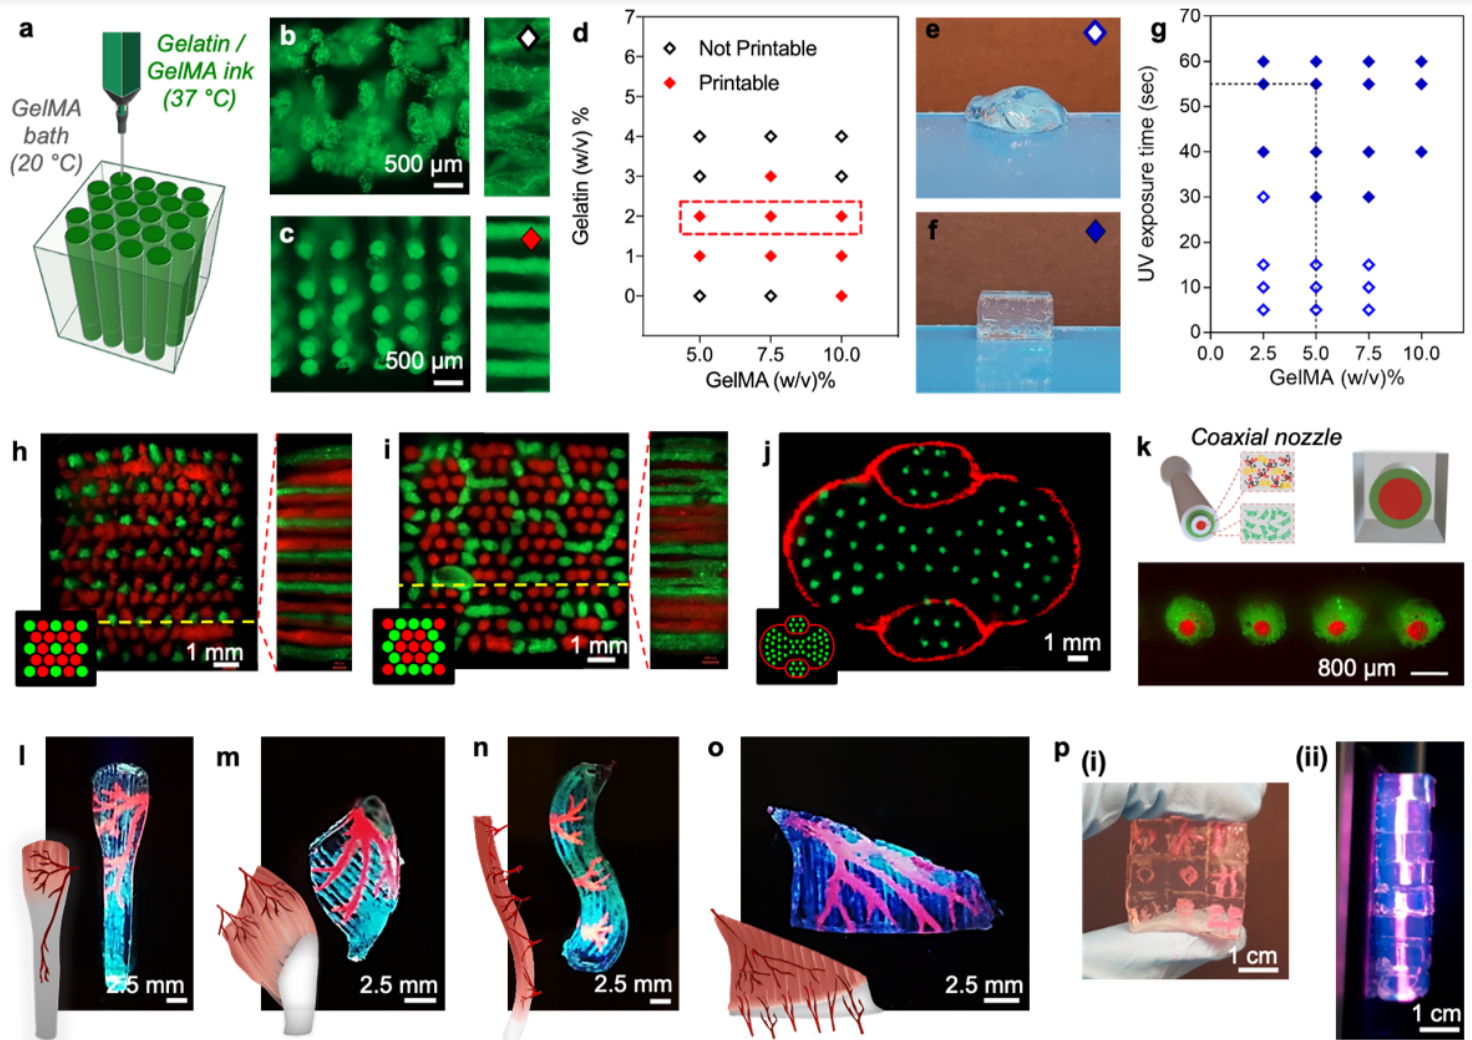 a
Gelatin /
GelMA ink
(37 °C)
GelMA
bath
(20 °C)
b
500 µm
c
500 µm
d
7
6
5
4
3
2
1
0
Not Printable
Printable
Gelatin (w/v) %
5.0 7.5 10.0
GelMA (w/v)%
e
f
g
70
60
50
40
30
20
10
0
UV exposure time (sec)
0.0 2.5 5.0 7.5 10.0
GelMA (w/v)%
h
1 mm
i
1 mm
j
1 mm
k
Coaxial nozzle
800 µm
l
2.5 mm
m
2.5 mm
n
2.5 mm
o
2.5 mm
p
(i)
1 cm
(ii)
1 cm